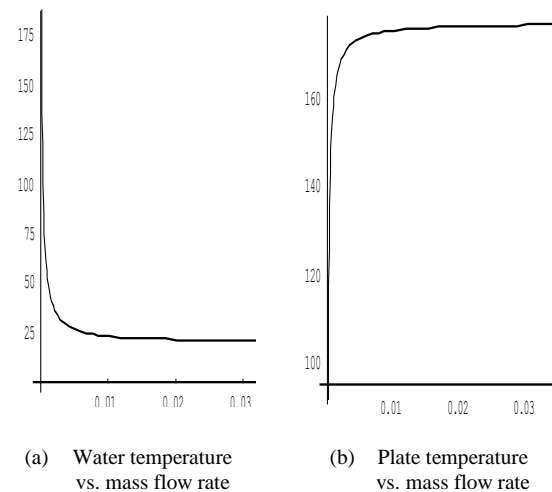 175
150
125
100
75
50
25
0.01 0.02 0.03
160
140
120
100
0.01 0.02 0.03
(a) Water temperature
vs. mass flow rate
(b) Plate temperature
vs. mass flow rate